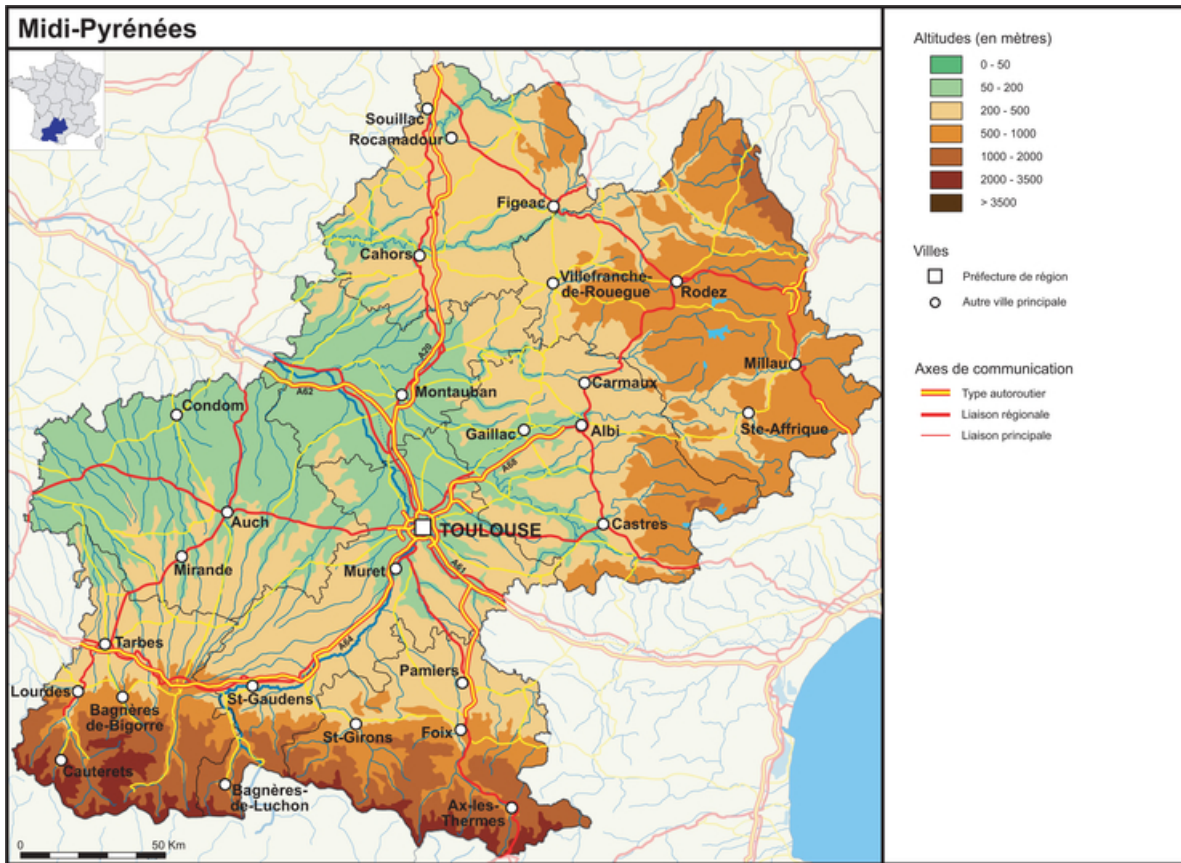 Midi-Pyrénées
Souillac
Rocamadour
Figeac
Cahors
Villefranche-
de-Rouegue
Rodez
A20
Millau
A62
Montauban
Carmaux
Condom
Gaillac
Albi
Ste-Affrique
A68
Auch
TOULOUSE
Castres
Mirande
Muret
A61
Tarbes
A64
Pamiers
Lourdes
Bagnères
de-Bigorre
St-Gaudens
St-Girons
Foix
Cauterets
Bagnères-
de-Luchon
Ax-les-
Thermes
0 50 Km
Altitudes (en mètres)
0 - 50
50 - 200
200 - 500
500 - 1000
1000 - 2000
2000 - 3500
> 3500
Villes
Préfecture de région
Autre ville principale
Axes de communication
Type autoroutier
Liaison régionale
Liaison principale